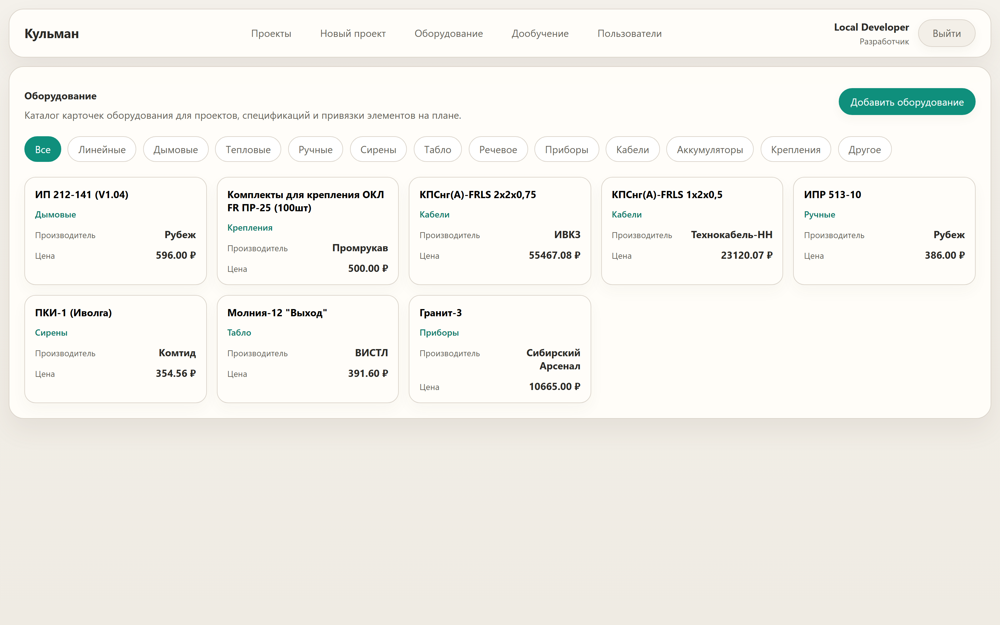 Кульман
Проекты Новый проект Оборудование Дообучение Пользователи
Local Developer
Разработчик
Выйти
Оборудование
Каталог карточек оборудования для проектов, спецификаций и привязки элементов на плане.
Добавить оборудование
Все Линейные Дымовые Тепловые Ручные Сирены Табло Речевое Приборы Кабели Аккумуляторы Крепления Другое
ИП 212-141 (V1.04)
Дымовые
Производитель Рубеж
Цена 596.00 ₽
Комплекты для крепления ОКЛ
FR ПР-25 (100шт)
Крепления
Производитель Промрукав
Цена 500.00 ₽
КПСнг(А)-FRLS 2x2x0,75
Кабели
Производитель ИВКЗ
Цена 55467.08 ₽
КПСнг(А)-FRLS 1x2x0,5
Кабели
Производитель Технокабель-НН
Цена 23120.07 ₽
ИПР 513-10
Ручные
Производитель Рубеж
Цена 386.00 ₽
ПКИ-1 (Иволга)
Сирены
Производитель Комтид
Цена 354.56 ₽
Молния-12 "Выход"
Табло
Производитель ВИСТЛ
Цена 391.60 ₽
Гранит-3
Приборы
Производитель Сибирский
Арсенал
Цена 10665.00 ₽